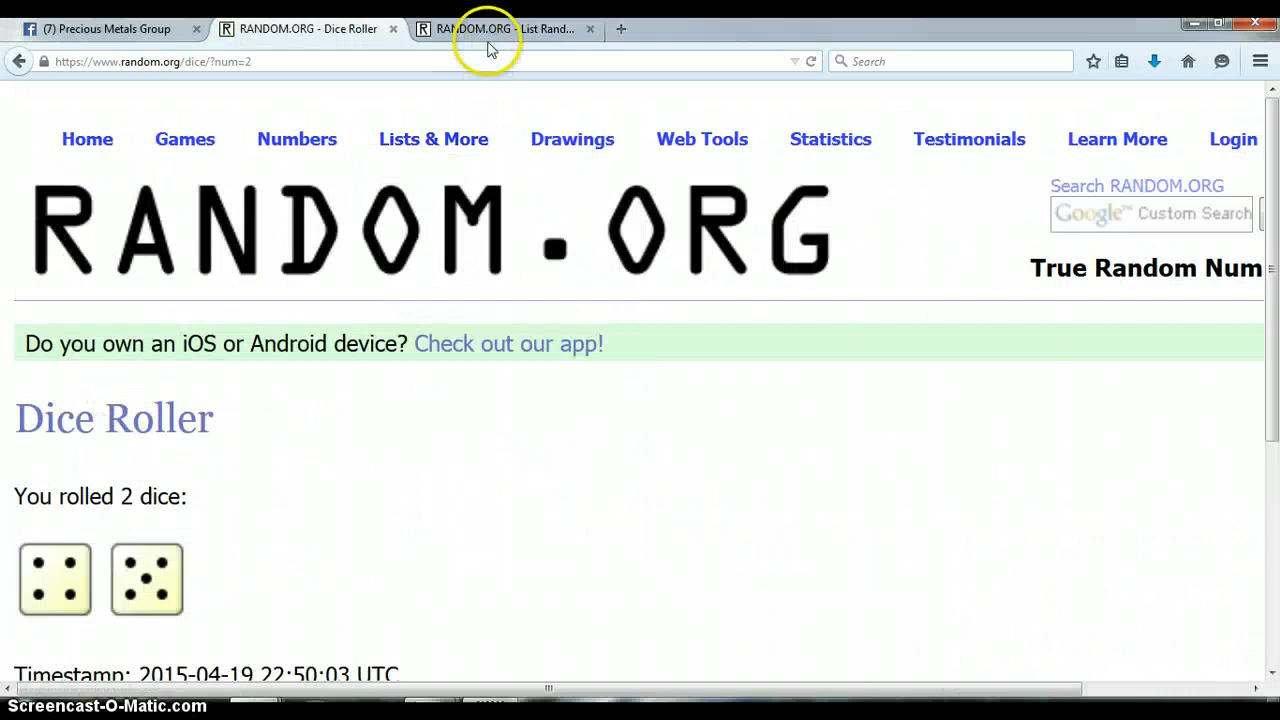 (7) Precious Metals Group
RANDOM.ORG - Dice Roller
RANDOM.ORG - List Rand...
https://www.random.org/dice/?num=2
Search
Home Games Numbers Lists & More Drawings Web Tools Statistics Testimonials Learn More Login
RANDOM.ORG
Search RANDOM.ORG
Google™ Custom Search
True Random Num
Do you own an iOS or Android device? Check out our app!
Dice Roller
You rolled 2 dice:
Timestamp: 2015-04-19 22:50:03 UTC
Screencast-O-Matic.com